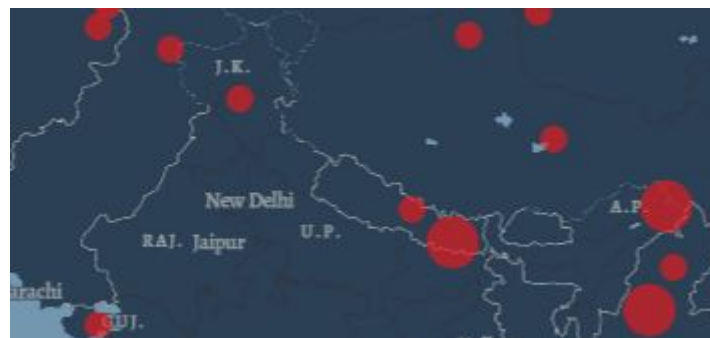 J.K.
New Delhi
A.P.
U.P.
RAJ. Jaipur
arachi
GUJ.